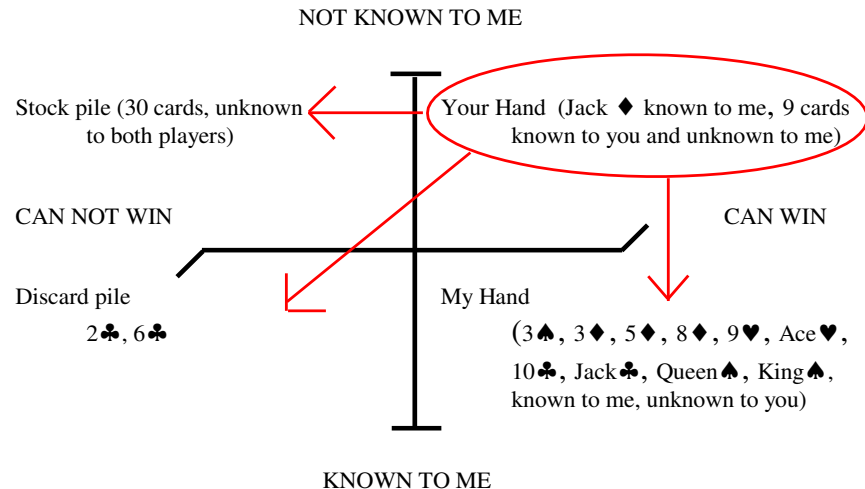 NOT KNOWN TO ME
Stock pile (30 cards, unknown
to both players)
Your Hand (Jack ♦ known to me, 9 cards
known to you and unknown to me)
CAN NOT WIN
CAN WIN
Discard pile
2♣, 6♣
My Hand
(3♠, 3♦, 5♦, 8♦, 9♥, Ace♥,
10♣, Jack♣, Queen♠, King♠,
known to me, unknown to you)
KNOWN TO ME